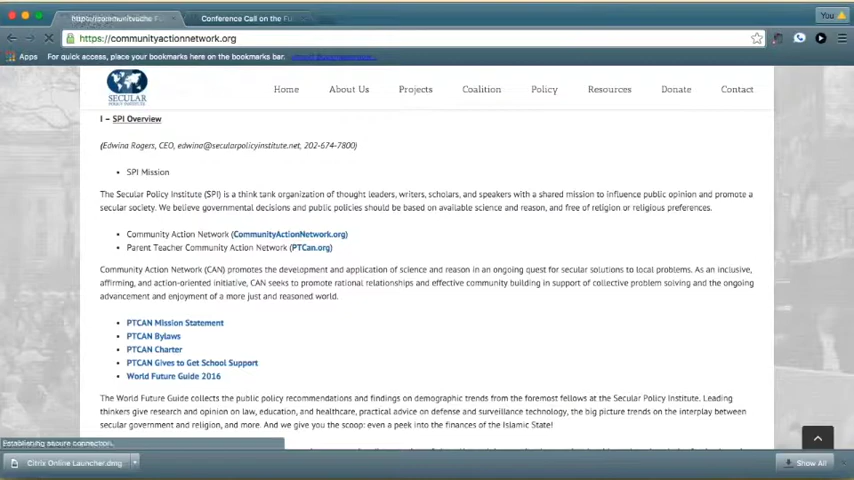 https://communityactio
Conference Call on the Fu
You
https://communityactionnetwork.org
Apps For quick access, place your bookmarks here on the bookmarks bar.
SECULAR
POLICY INSTITUTE
Home About Us Projects Coalition Policy Resources Donate Contact
I – SPI Overview
(Edwina Rogers, CEO, edwina@secularpolicyinstitute.net, 202-674-7800)
• SPI Mission
The Secular Policy Institute (SPI) is a think tank organization of thought leaders, writers, scholars, and speakers with a shared mission to influence public opinion and promote a
secular society. We believe governmental decisions and public policies should be based on available science and reason, and free of religion or religious preferences.
• Community Action Network (CommunityActionNetwork.org)
• Parent Teacher Community Action Network (PTCan.org)
Community Action Network (CAN) promotes the development and application of science and reason in an ongoing quest for secular solutions to local problems. As an inclusive,
affirming, and action-oriented initiative, CAN seeks to promote rational relationships and effective community building in support of collective problem solving and the ongoing
advancement and enjoyment of a more just and reasoned world.
• PTCAN Mission Statement
• PTCAN Bylaws
• PTCAN Charter
• PTCAN Gives to Get School Support
• World Future Guide 2016
The World Future Guide collects the public policy recommendations and findings on demographic trends from the foremost fellows at the Secular Policy Institute. Leading
thinkers give research and opinion on law, education, and healthcare, practical advice on defense and surveillance technology, the big picture trends on the interplay between
secular government and religion, and more. And we give you the scoop: even a peek into the finances of the Islamic State!
Establishing secure connection...
Citrix Online Launcher.dmg
Show All